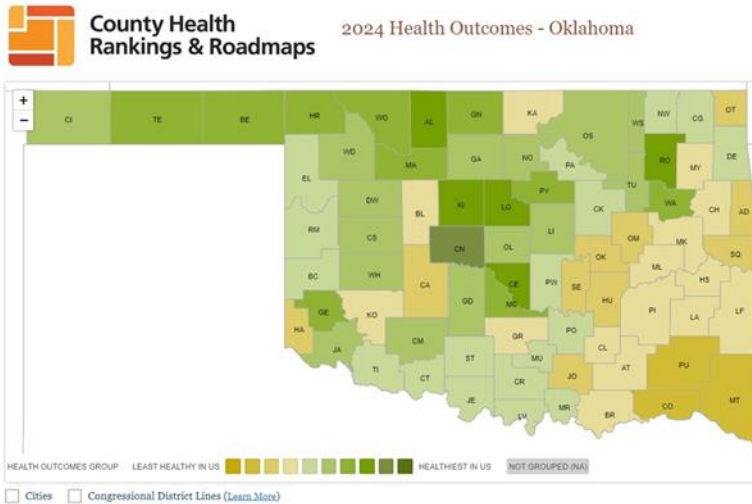 County Health
Rankings & Roadmaps
2024 Health Outcomes - Oklahoma
+
−
CI TE BE HR WO AL GN KA OS WS NW CG OT
EL WD MA GA NO PA TU RO MY DE
DW BL KI LO PY CK WA CH AD
RM CS CN OL LI OM MK SQ
BC WH CA CE PW OK ML HS
GE KO GD MC SE HU PI LA LF
HA JA CM GR PO CL
TI CT ST MU JO AT PU
JE CR MR BR CO MT
LV
HEALTH OUTCOMES GROUP LEAST HEALTHY IN US HEALTHIEST IN US NOT GROUPED (NA)
Cities Congressional District Lines (Learn More)